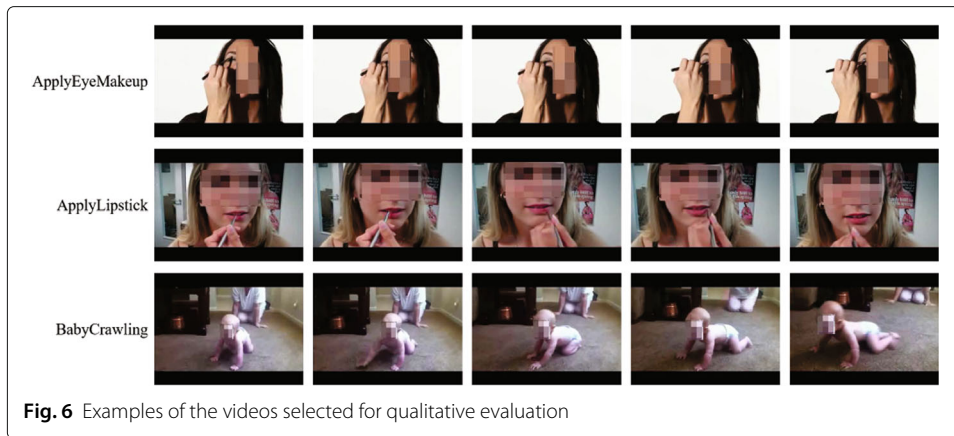 ApplyEyeMakeup
ApplyLipstick
BabyCrawling
Fig. 6 Examples of the videos selected for qualitative evaluation